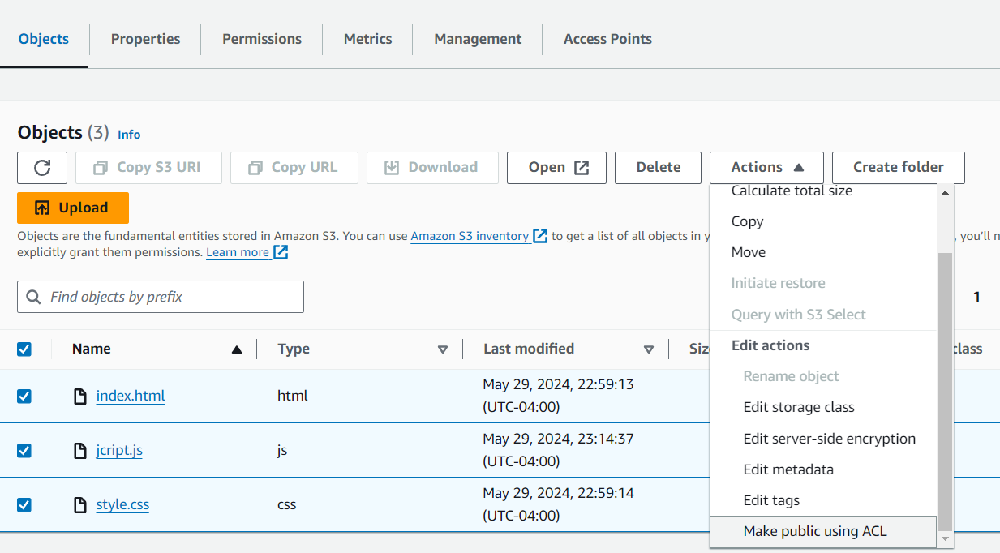 Objects
Properties
Permissions
Metrics
Management
Access Points
Objects (3) Info
Copy S3 URI
Copy URL
Download
Open
Delete
Actions
Create folder
Upload
Objects are the fundamental entities stored in Amazon S3. You can use Amazon S3 inventory to get a list of all objects in
, you'll
explicitly grant them permissions. Learn more
Find objects by prefix
1
Name
Type
Last modified
class
index.html
html
May 29, 2024, 22:59:13
(UTC-04:00)
jcript.js
js
May 29, 2024, 23:14:37
(UTC-04:00)
style.css
css
May 29, 2024, 22:59:14
(UTC-04:00)
Calculate total size
Copy
Move
Initiate restore
Query with S3 Select
Edit actions
Rename object
Edit storage class
Edit server-side encryption
Edit metadata
Edit tags
Make public using ACL